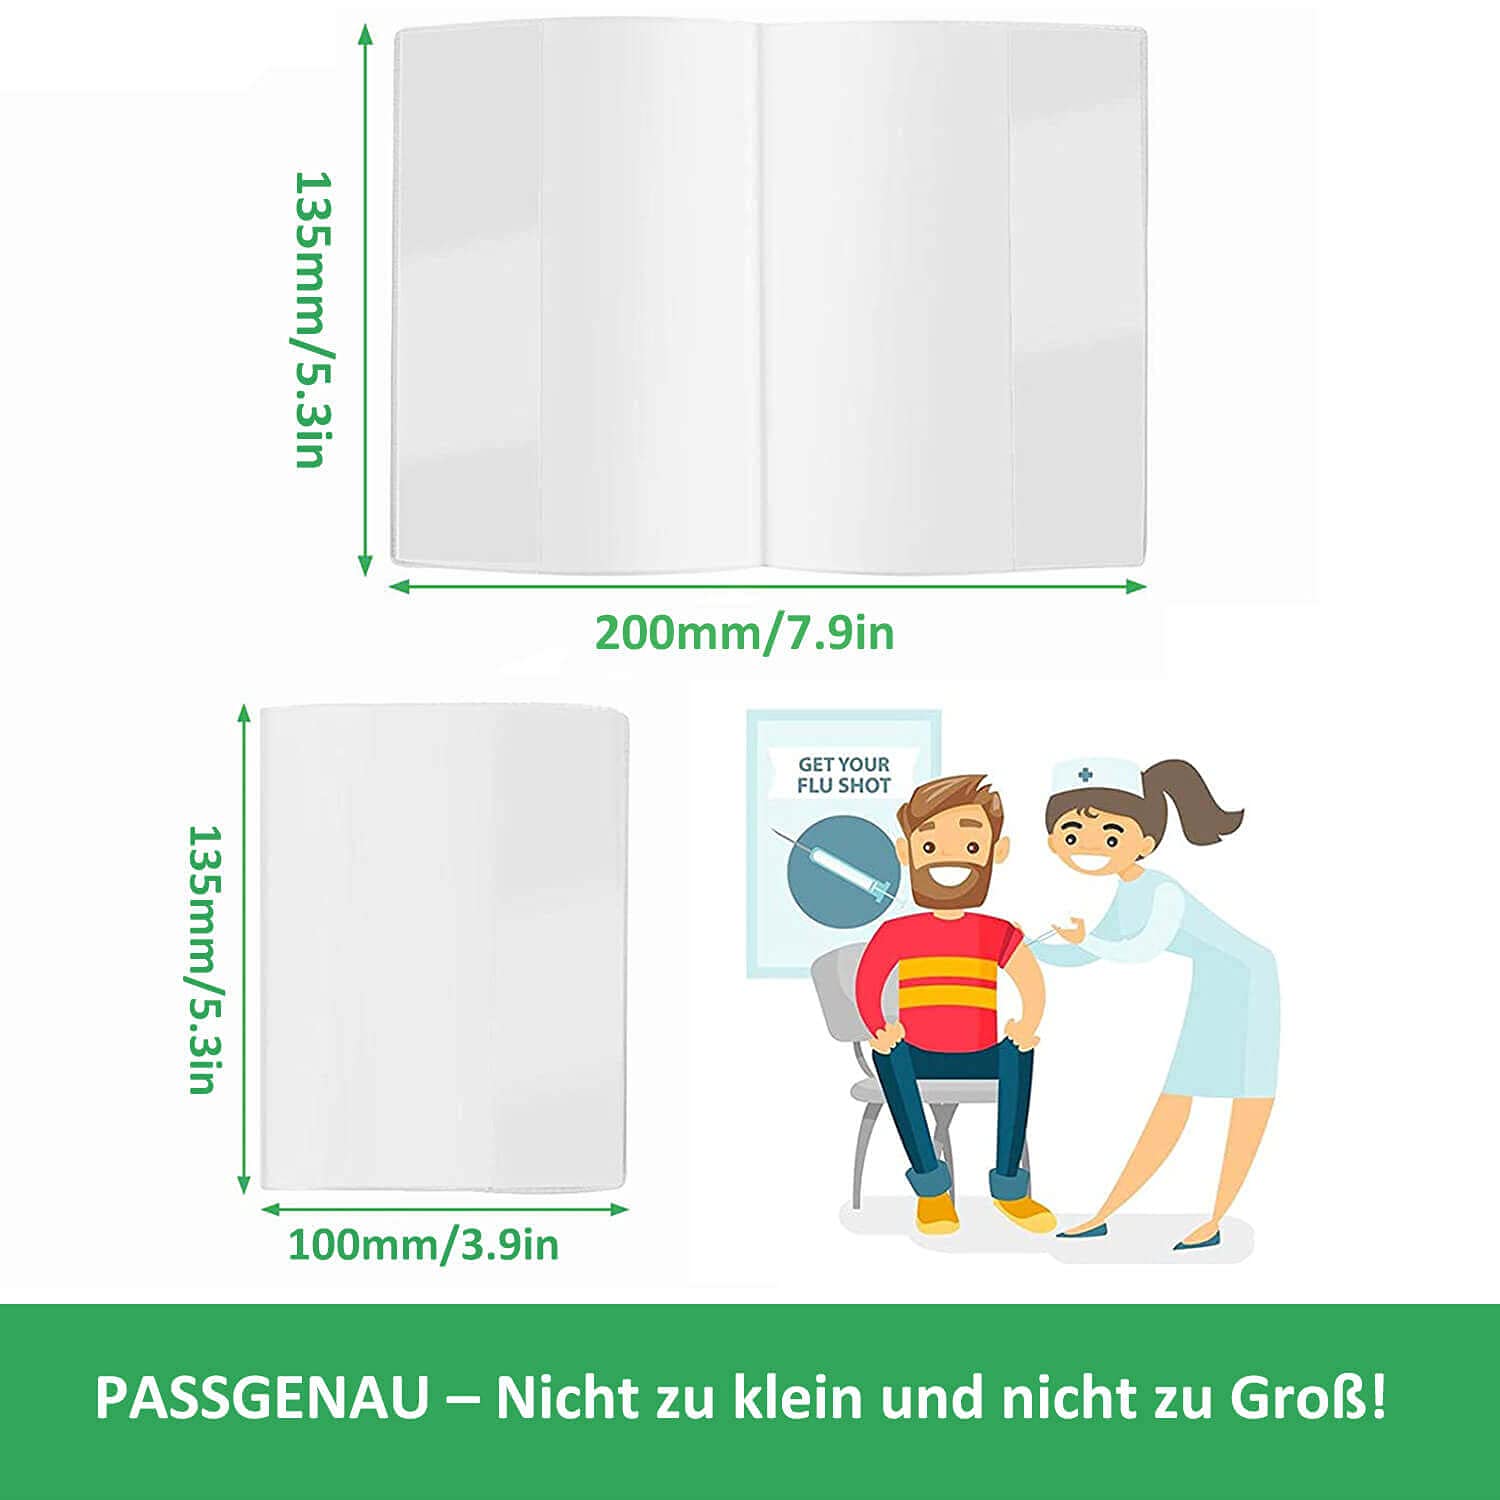 135mm/5.3in
200mm/7.9in
135mm/5.3in
100mm/3.9in
GET YOUR
FLU SHOT
PASSGENAU – Nicht zu klein und nicht zu Groß!